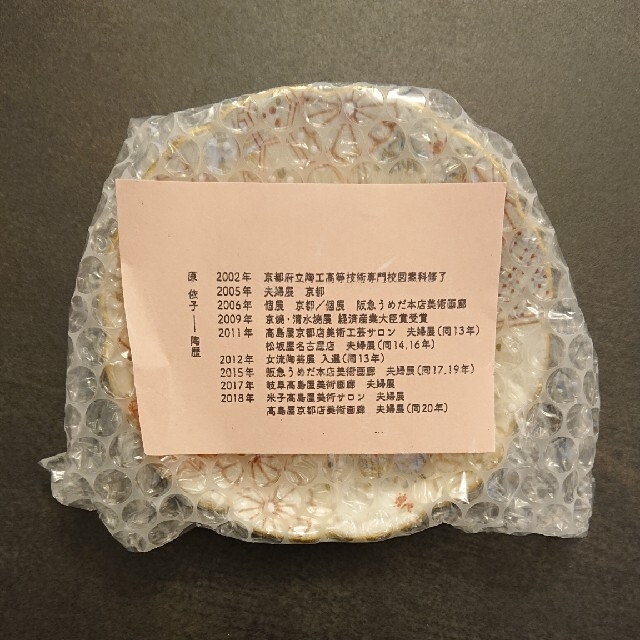 原 佐子──陶歴
2002年 京都府立陶工高等技術専門校図案科修了
2005年 夫婦展 京都
2006年 個展 京都/個展 阪急うめだ本店美術画廊
2009年 京焼・清水焼展 経済産業大臣賞受賞
2011年 高島屋京都店美術工芸サロン 夫婦展(同13年)
松坂屋名古屋店 夫婦展(同14,16年)
2012年 女流陶芸展 入選(同13年)
2015年 阪急うめだ本店美術画廊 夫婦展(同17,19年)
2017年 岐阜高島屋美術画廊 夫婦展
2018年 米子高島屋美術サロン 夫婦展
高島屋京都店美術画廊 夫婦展(同20年)